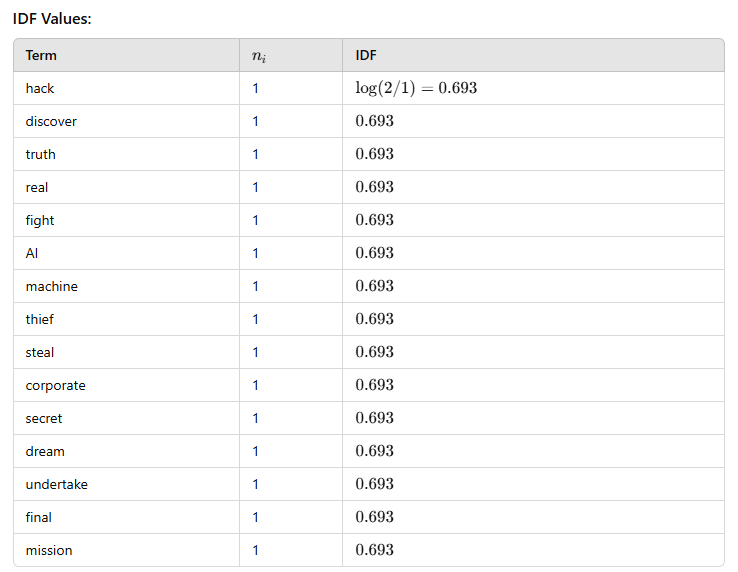 IDF Values:
Term nᵢ IDF
hack 1 log(2/1) = 0.693
discover 1 0.693
truth 1 0.693
real 1 0.693
fight 1 0.693
AI 1 0.693
machine 1 0.693
thief 1 0.693
steal 1 0.693
corporate 1 0.693
secret 1 0.693
dream 1 0.693
undertake 1 0.693
final 1 0.693
mission 1 0.693